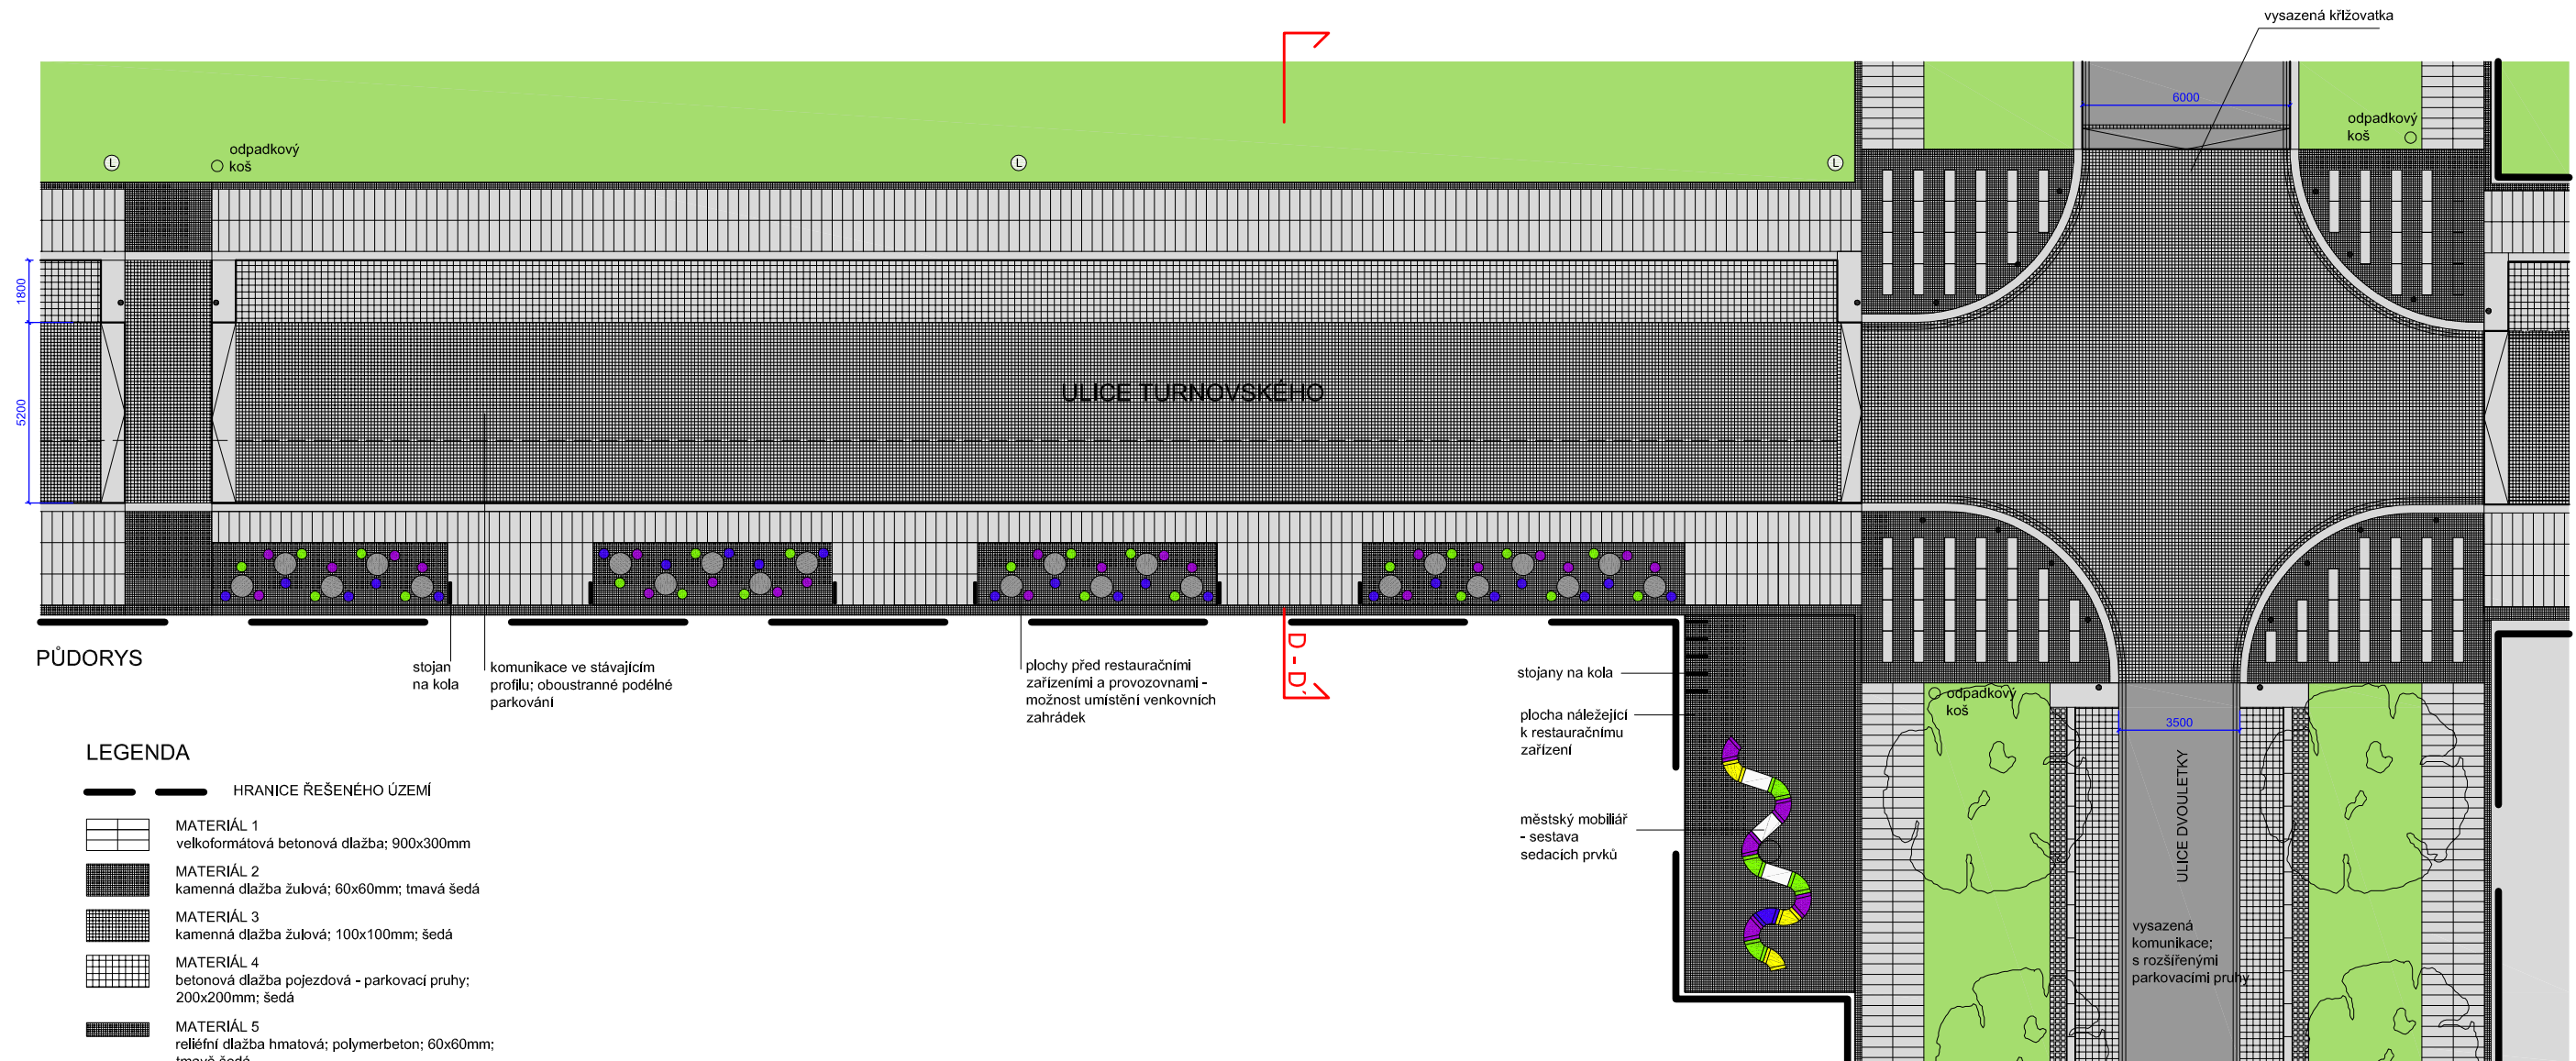 vysazená křižovatka
6000
odpadkový
koš
odpadkový
koš
L
L
L
1800
5200
ULICE TURNOVSKÉHO
PŮDORYS
stojan
na kola
komunikace ve stávajícím
profilu; oboustranné podélné
parkování
plochy před restauračními
zařízeními a provozovnami -
možnost umístění venkovních
zahrádek
D - D'
stojany na kola
plocha náležející
k restauračnímu
zařízení
městský mobiliář
- sestava
sedacích prvků
odpadkový
koš
3500
ULICE DVOULETKY
vysazená
komunikace;
s rozšířenými
parkovacími pruhy
LEGENDA
HRANICE ŘEŠENÉHO ÚZEMÍ
MATERIÁL 1
velkoformátová betonová dlažba; 900x300mm
MATERIÁL 2
kamenná dlažba žulová; 60x60mm; tmavá šedá
MATERIÁL 3
kamenná dlažba žulová; 100x100mm; šedá
MATERIÁL 4
betonová dlažba pojezdová - parkovací pruhy;
200x200mm; šedá
MATERIÁL 5
reliéfní dlažba hmatová; polymerbeton; 60x60mm;
tmavě šedá